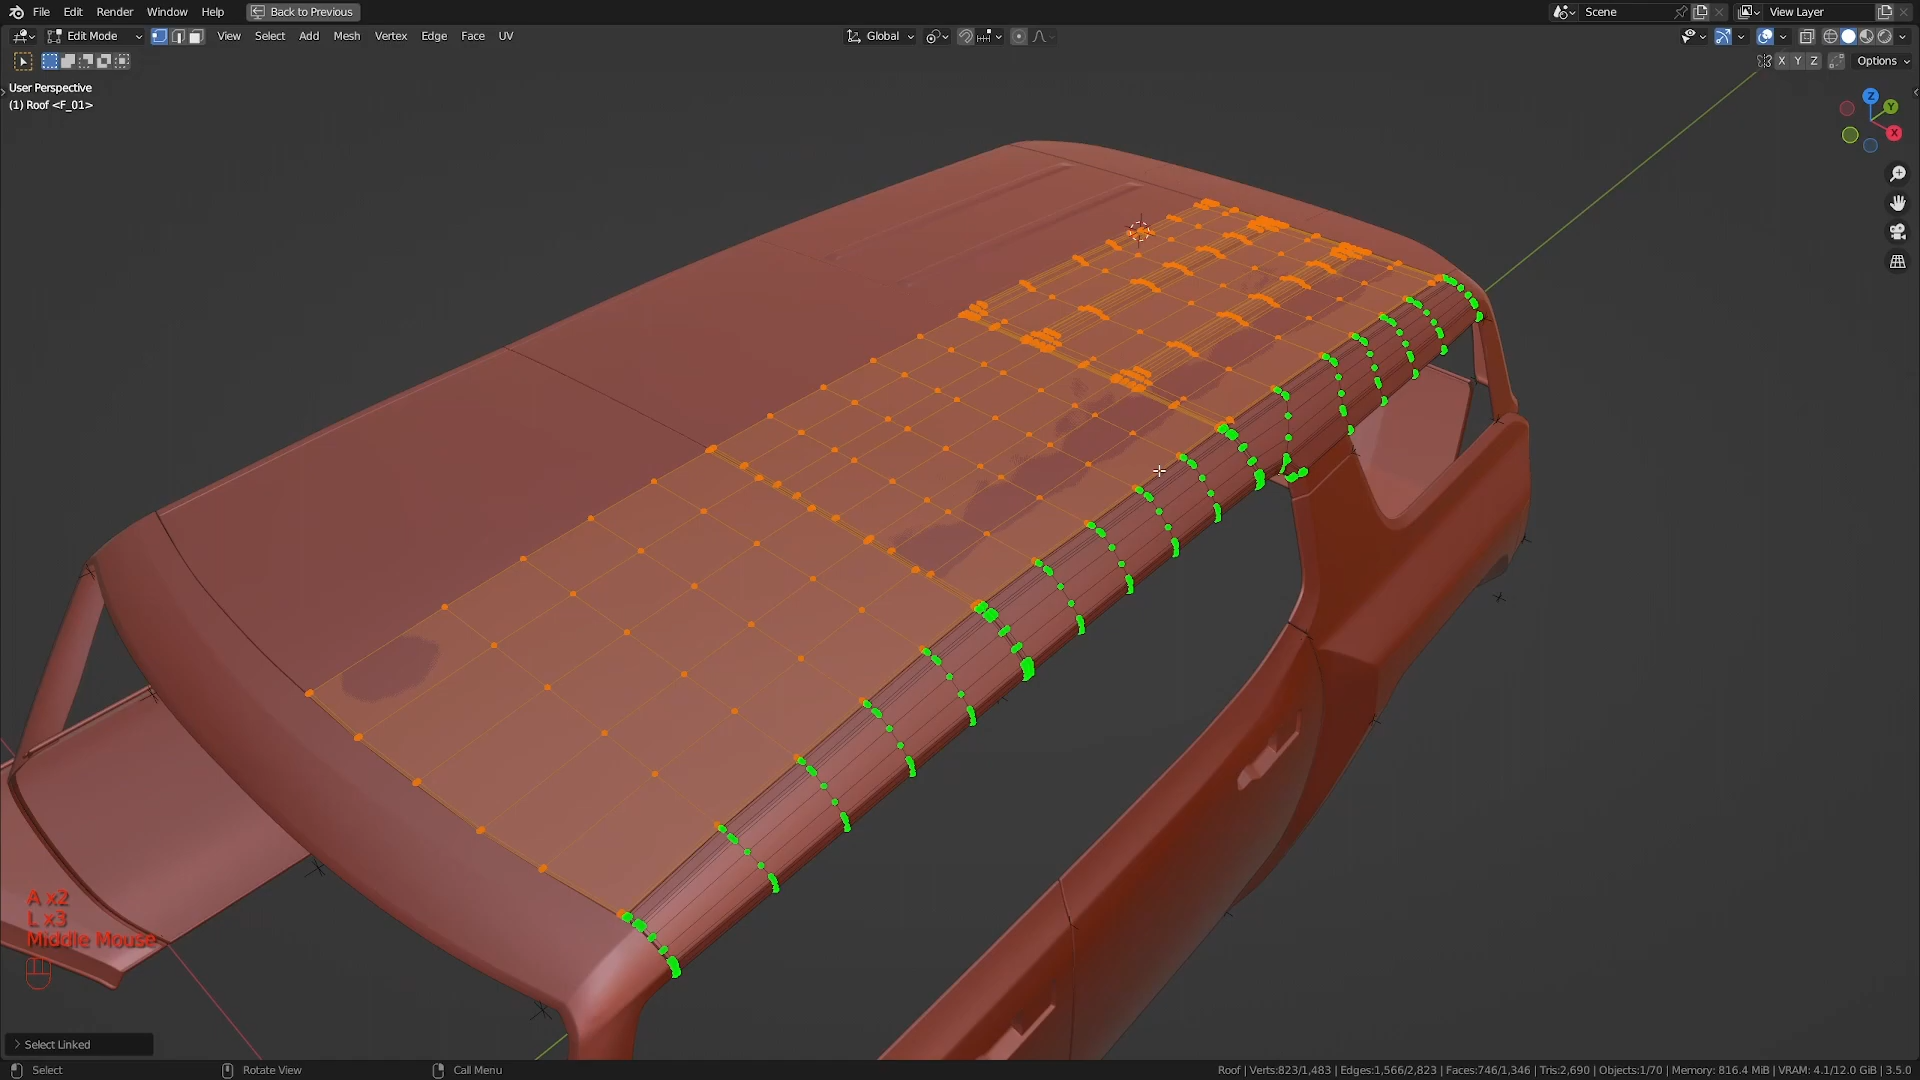 File Edit Render Window Help Back to Previous Scene View Layer
Edit Mode View Select Add Mesh Vertex Edge Face UV Global
X Y Z Options
User Perspective
(1) Roof <F_01>
Z
Y
X
A x2
L x3
Middle Mouse
Select Linked
Select Rotate View Call Menu Roof | Verts:823/1,483 | Edges:1,566/2,823 | Faces:746/1,346 | Tris:2,690 | Objects:1/70 | Memory: 816.4 MiB | VRAM: 4.1/12.0 GiB | 3.5.0